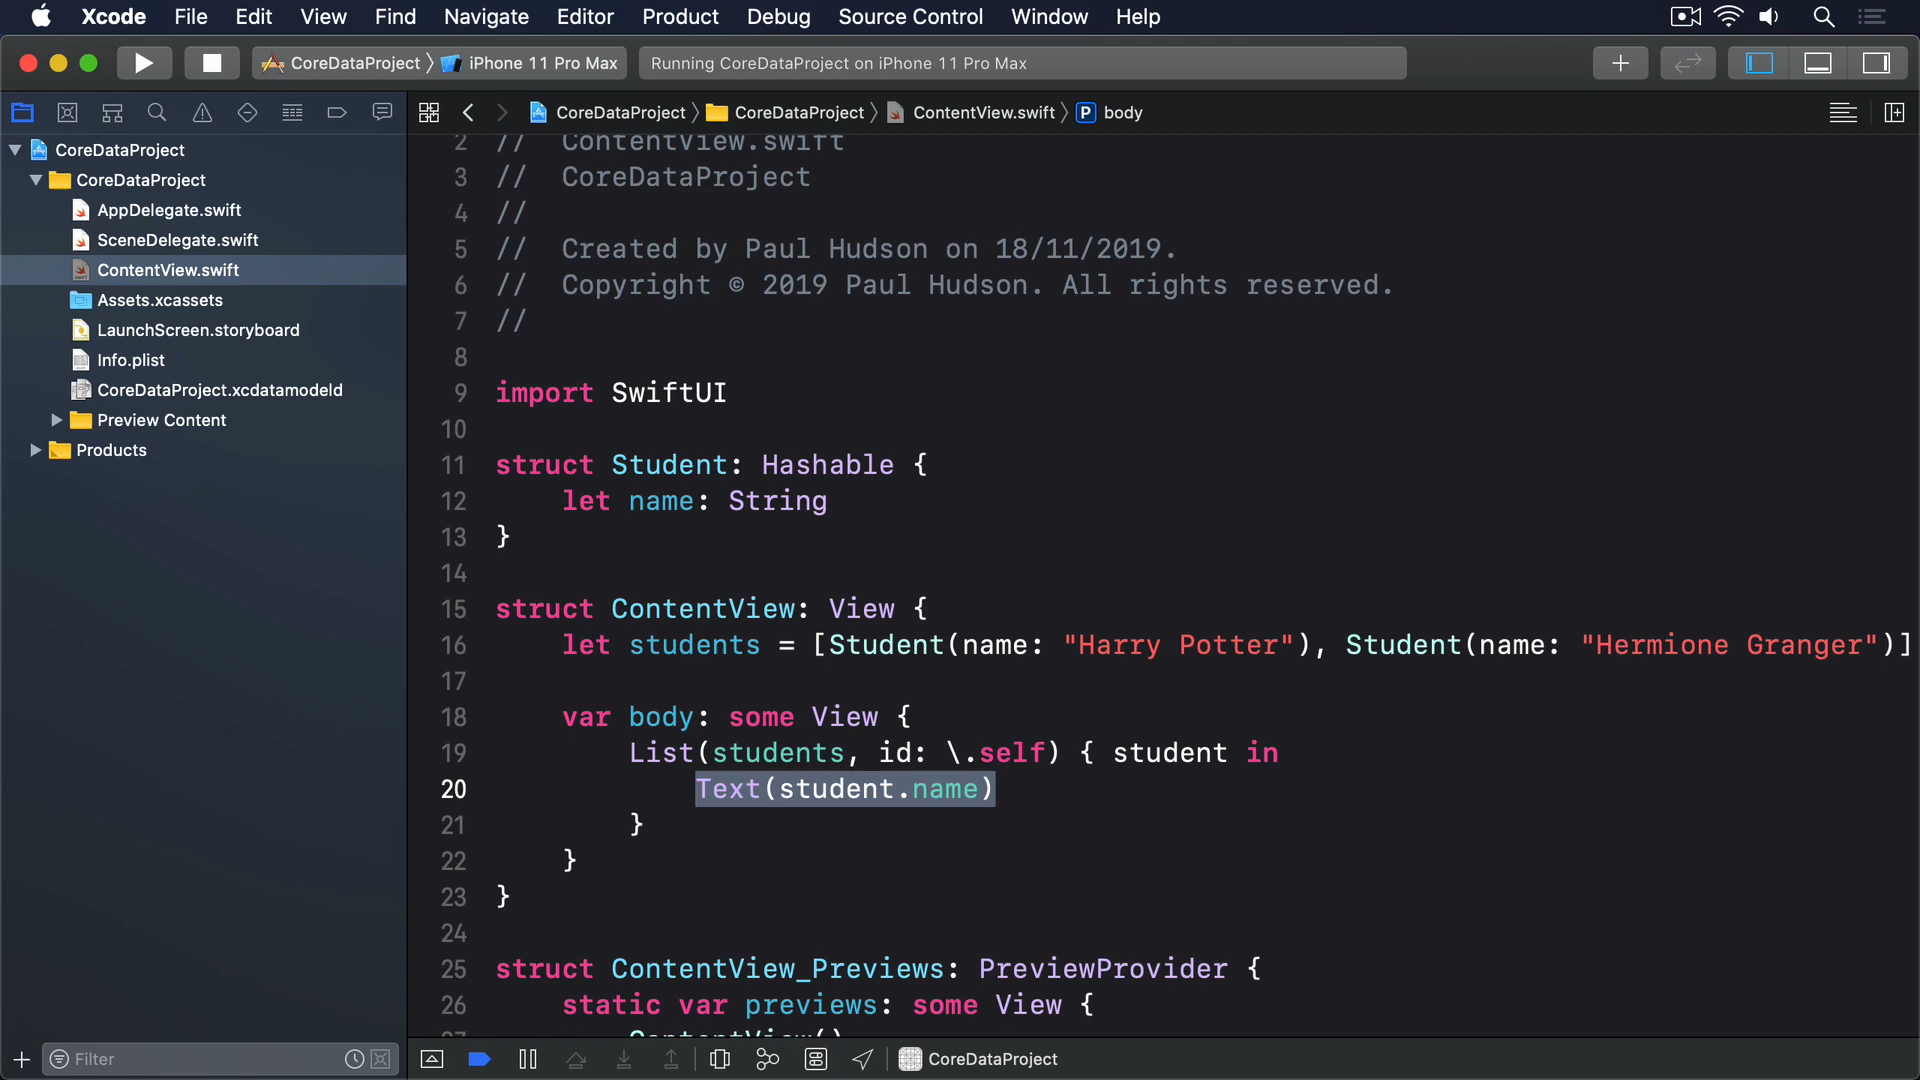 Xcode File Edit View Find Navigate Editor Product Debug Source Control Window Help
CoreDataProject iPhone 11 Pro Max
Running CoreDataProject on iPhone 11 Pro Max
CoreDataProject CoreDataProject ContentView.swift P body
CoreDataProject
CoreDataProject
AppDelegate.swift
SceneDelegate.swift
ContentView.swift
Assets.xcassets
LaunchScreen.storyboard
Info.plist
CoreDataProject.xcdatamodeld
Preview Content
Products
Filter
2 // ContentView.swift
3 // CoreDataProject
4 //
5 // Created by Paul Hudson on 18/11/2019.
6 // Copyright © 2019 Paul Hudson. All rights reserved.
7 //
8
9 import SwiftUI
10
11 struct Student: Hashable {
12 let name: String
13 }
14
15 struct ContentView: View {
16 let students = [Student(name: "Harry Potter"), Student(name: "Hermione Granger")]
17
18 var body: some View {
19 List(students, id: \.self) { student in
20 Text(student.name)
21 }
22 }
23 }
24
25 struct ContentView_Previews: PreviewProvider {
26 static var previews: some View {
27 ContentView()
CoreDataProject